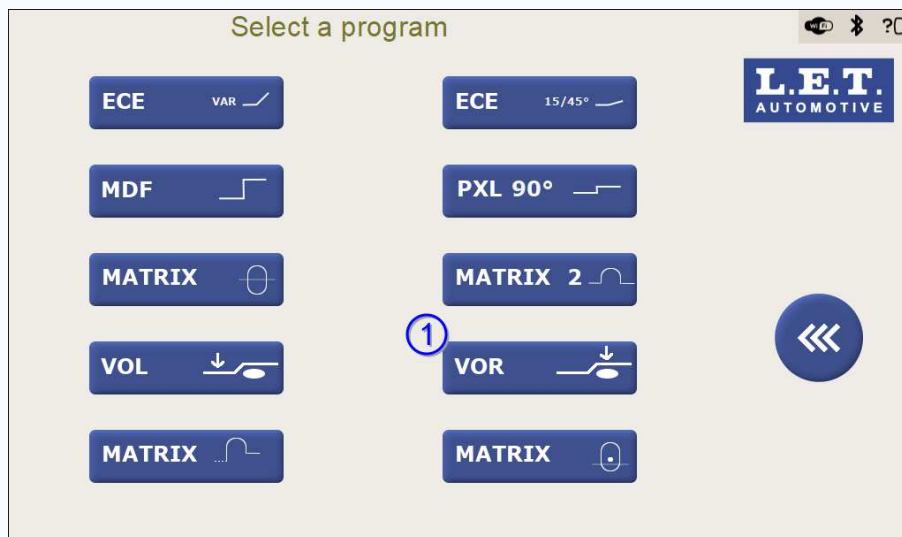 Select a program
WiFi
?
L.E.T.
AUTOMOTIVE
ECE VAR
ECE 15/45°
MDF
PXL 90°
MATRIX
MATRIX 2
1
VOL
VOR
MATRIX
MATRIX